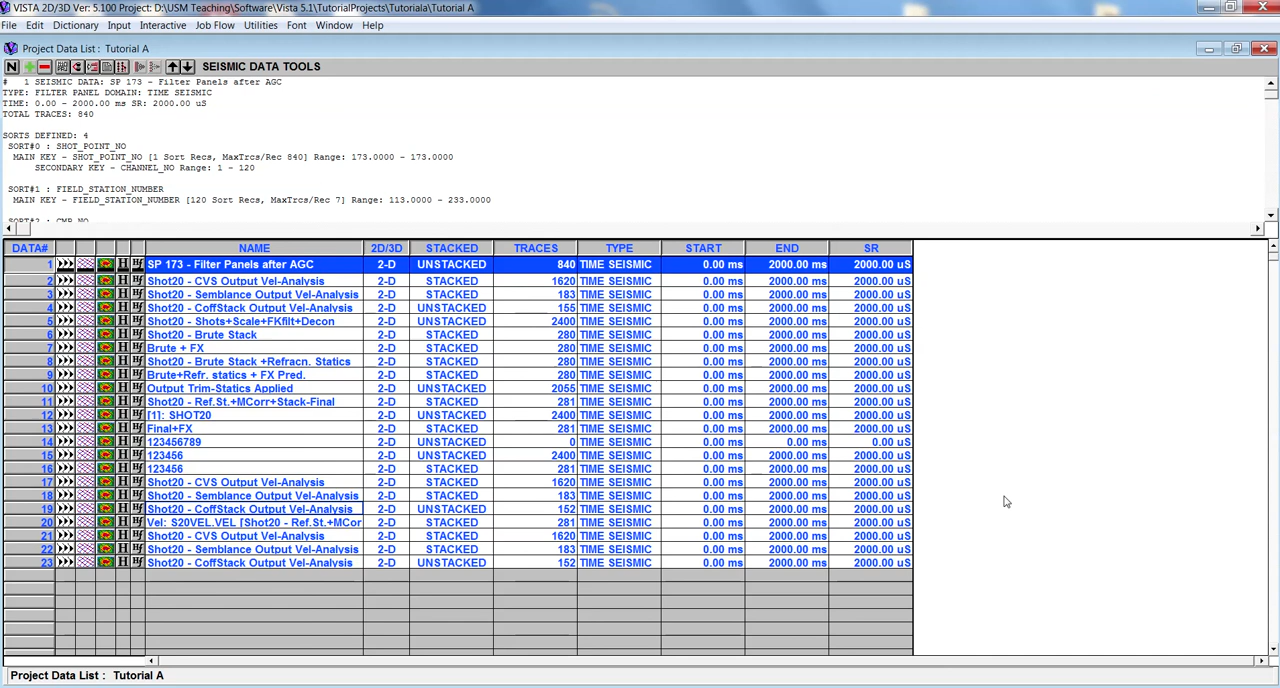 VISTA 2D/3D Ver: 5.100 Project: D:\USM Teaching\Software\Vista 5.1\TutorialProjects\Tutoriala\Tutorial A
File Edit Dictionary Input Interactive Job Flow Utilities Font Window Help
Project Data List : Tutorial A
N SEISMIC DATA TOOLS
# 1 SEISMIC DATA: SP 173 - Filter Panels after AGC
TYPE: FILTER PANEL DOMAIN: TIME SEISMIC
TIME: 0.00 - 2000.00 ms SR: 2000.00 uS
TOTAL TRACES: 840
SORTS DEFINED: 4
SORT#0 : SHOT_POINT_NO
MAIN KEY - SHOT_POINT_NO [1 Sort Recs, MaxTrcs/Rec 840] Range: 173.0000 - 173.0000
SECONDARY KEY - CHANNEL_NO Range: 1 - 120
SORT#1 : FIELD_STATION_NUMBER
MAIN KEY - FIELD_STATION_NUMBER [120 Sort Recs, MaxTrcs/Rec 7] Range: 113.0000 - 233.0000
SORT#2 : CMP_NO
DATA# NAME 2D/3D STACKED TRACES TYPE START END SR
1 H Hf SP 173 - Filter Panels after AGC 2-D UNSTACKED 840 TIME SEISMIC 0.00 ms 2000.00 ms 2000.00 uS
2 H Hf Shot20 - CVS Output Vel-Analysis 2-D STACKED 1620 TIME SEISMIC 0.00 ms 2000.00 ms 2000.00 uS
3 H Hf Shot20 - Semblance Output Vel-Analysis 2-D STACKED 183 TIME SEISMIC 0.00 ms 2000.00 ms 2000.00 uS
4 H Hf Shot20 - CoffStack Output Vel-Analysis 2-D UNSTACKED 155 TIME SEISMIC 0.00 ms 2000.00 ms 2000.00 uS
5 H Hf Shot20 - Shots+Scale+FKfilt+Decon 2-D UNSTACKED 2400 TIME SEISMIC 0.00 ms 2000.00 ms 2000.00 uS
6 H Hf Shot20 - Brute Stack 2-D STACKED 280 TIME SEISMIC 0.00 ms 2000.00 ms 2000.00 uS
7 H Hf Brute + FX 2-D STACKED 280 TIME SEISMIC 0.00 ms 2000.00 ms 2000.00 uS
8 H Hf Shot20 - Brute Stack +Refracn. Statics 2-D STACKED 280 TIME SEISMIC 0.00 ms 2000.00 ms 2000.00 uS
9 H Hf Brute+Refr. statics + FX Pred. 2-D STACKED 280 TIME SEISMIC 0.00 ms 2000.00 ms 2000.00 uS
10 H Hf Output Trim-Statics Applied 2-D UNSTACKED 2055 TIME SEISMIC 0.00 ms 2000.00 ms 2000.00 uS
11 H Hf Shot20 - Ref.St.+MCorr+Stack-Final 2-D STACKED 281 TIME SEISMIC 0.00 ms 2000.00 ms 2000.00 uS
12 H Hf [1]: SHOT20 2-D UNSTACKED 2400 TIME SEISMIC 0.00 ms 2000.00 ms 2000.00 uS
13 H Hf Final+FX 2-D STACKED 281 TIME SEISMIC 0.00 ms 2000.00 ms 2000.00 uS
14 H Hf 123456789 2-D UNSTACKED 0 TIME SEISMIC 0.00 ms 0.00 ms 0.00 uS
15 H Hf 123456 2-D UNSTACKED 2400 TIME SEISMIC 0.00 ms 2000.00 ms 2000.00 uS
16 H Hf 123456 2-D STACKED 281 TIME SEISMIC 0.00 ms 2000.00 ms 2000.00 uS
17 H Hf Shot20 - CVS Output Vel-Analysis 2-D STACKED 1620 TIME SEISMIC 0.00 ms 2000.00 ms 2000.00 uS
18 H Hf Shot20 - Semblance Output Vel-Analysis 2-D STACKED 183 TIME SEISMIC 0.00 ms 2000.00 ms 2000.00 uS
19 H Hf Shot20 - CoffStack Output Vel-Analysis 2-D UNSTACKED 152 TIME SEISMIC 0.00 ms 2000.00 ms 2000.00 uS
20 H Hf Vel: S20VEL.VEL [Shot20 - Ref.St.+MCor 2-D STACKED 281 TIME SEISMIC 0.00 ms 2000.00 ms 2000.00 uS
21 H Hf Shot20 - CVS Output Vel-Analysis 2-D STACKED 1620 TIME SEISMIC 0.00 ms 2000.00 ms 2000.00 uS
22 H Hf Shot20 - Semblance Output Vel-Analysis 2-D STACKED 183 TIME SEISMIC 0.00 ms 2000.00 ms 2000.00 uS
23 H Hf Shot20 - CoffStack Output Vel-Analysis 2-D UNSTACKED 152 TIME SEISMIC 0.00 ms 2000.00 ms 2000.00 uS
Project Data List : Tutorial A